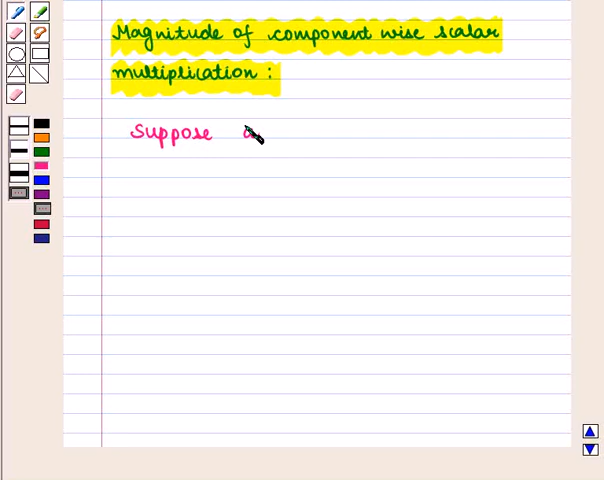 Magnitude of component wise scalar
multiplication :
Suppose